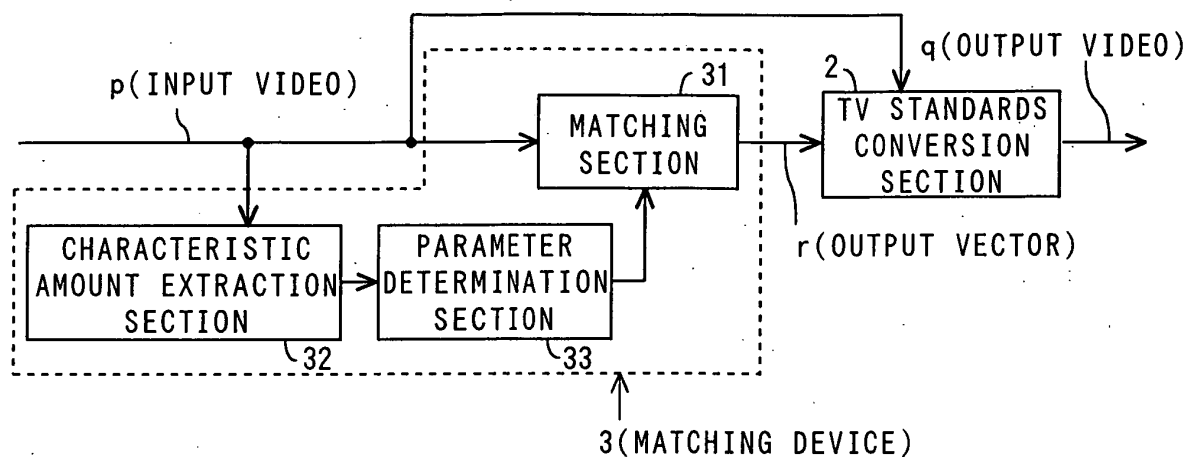 q(OUTPUT VIDEO)
p(INPUT VIDEO)
31
2
MATCHING
SECTION
TV STANDARDS
CONVERSION
SECTION
r(OUTPUT VECTOR)
CHARACTERISTIC
AMOUNT EXTRACTION
SECTION
32
PARAMETER
DETERMINATION
SECTION
33
3(MATCHING DEVICE)